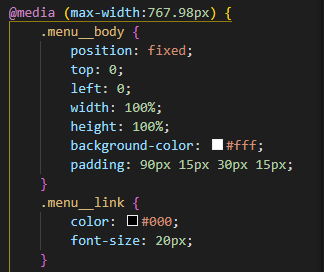 @media (max-width:767.98px) {
.menu__body {
position: fixed;
top: 0;
left: 0;
width: 100%;
height: 100%;
background-color: #fff;
padding: 90px 15px 30px 15px;
}
.menu__link {
color: #000;
font-size: 20px;
}